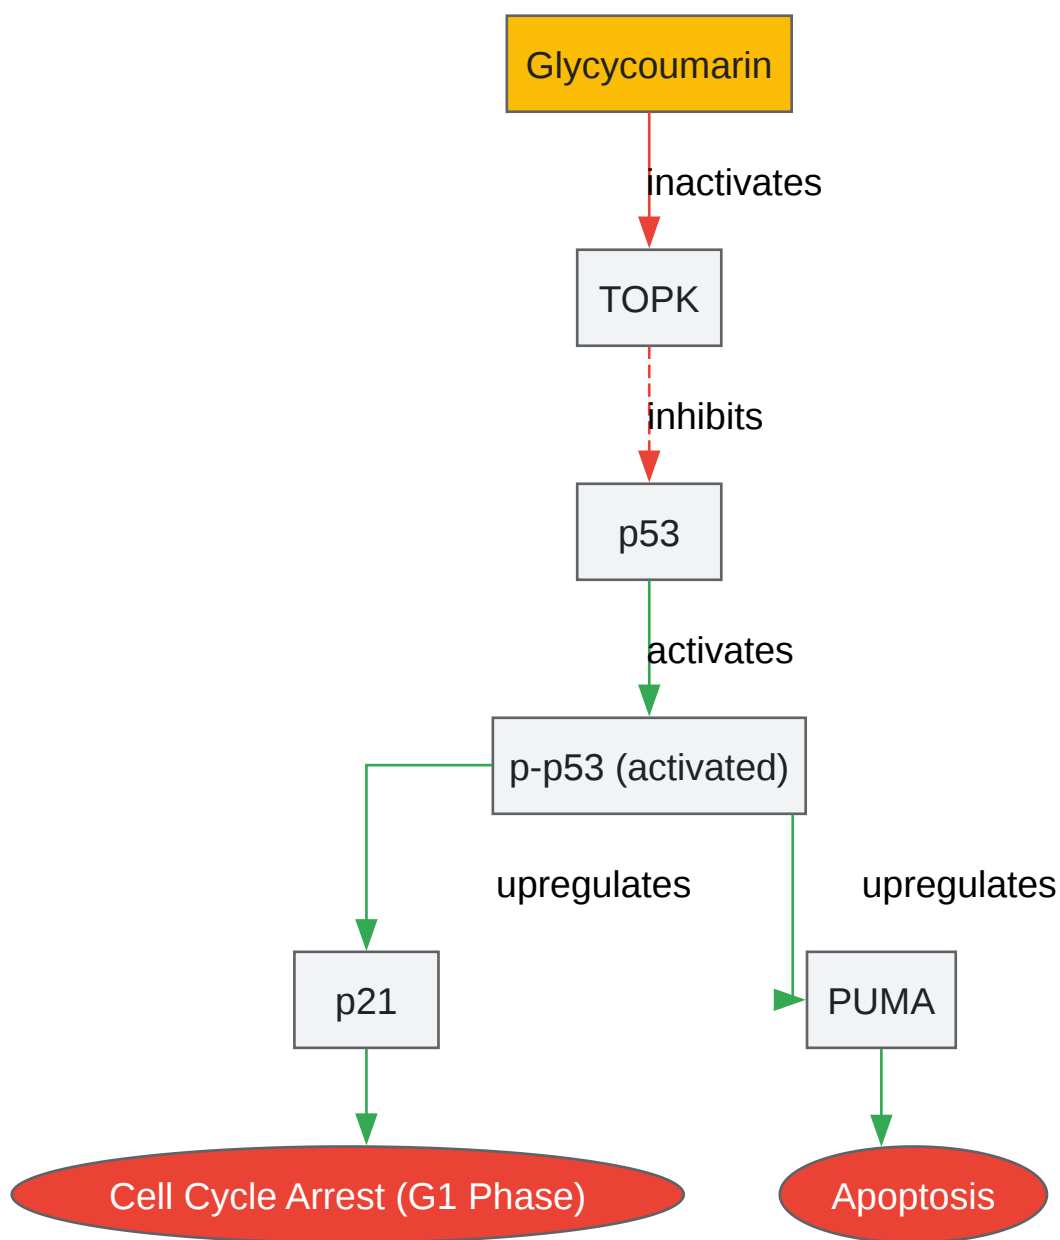 Glycycoumarin
inactivates
TOPK
inhibits
p53
activates
p-p53 (activated)
upregulates
upregulates
p21
PUMA
Cell Cycle Arrest (G1 Phase)
Apoptosis